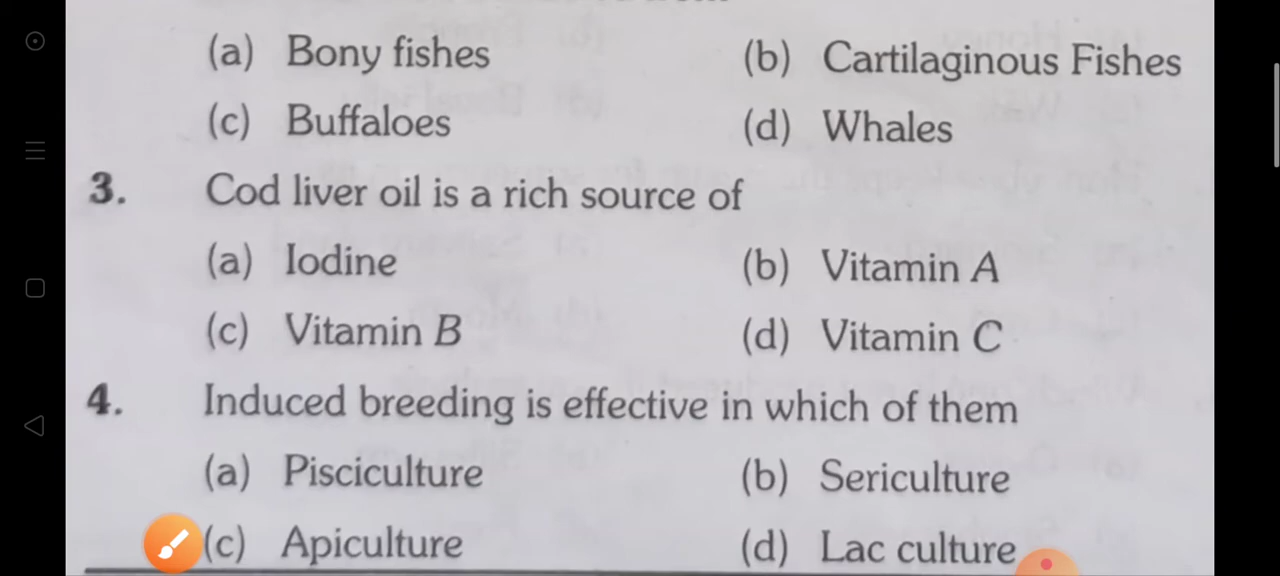 (a) Bony fishes (b) Cartilaginous Fishes
(c) Buffaloes (d) Whales
3. Cod liver oil is a rich source of
(a) Iodine (b) Vitamin A
(c) Vitamin B (d) Vitamin C
4. Induced breeding is effective in which of them
(a) Pisciculture (b) Sericulture
(c) Apiculture (d) Lac culture